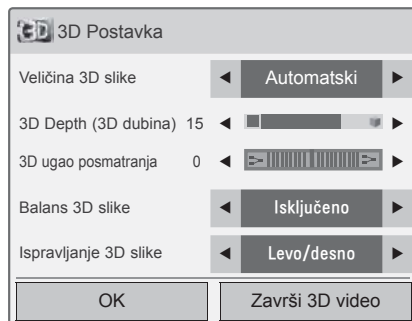 3D 3D Postavka
Veličina 3D slike Automatski
3D Depth (3D dubina) 15
3D ugao posmatranja 0
Balans 3D slike Isključeno
Ispravljanje 3D slike Levo/desno
OK Završi 3D video